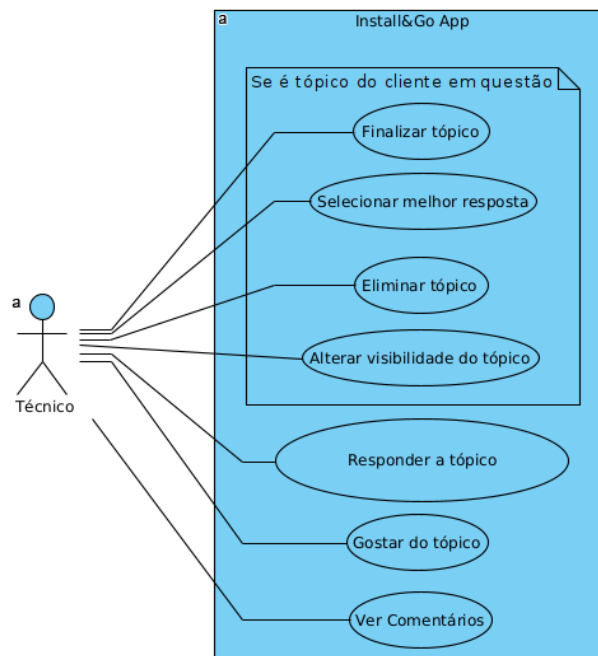 a
Install&Go App
Se é tópico do cliente em questão
Finalizar tópico
Selecionar melhor resposta
Eliminar tópico
a
Alterar visibilidade do tópico
Técnico
Responder a tópico
Gostar do tópico
Ver Comentários